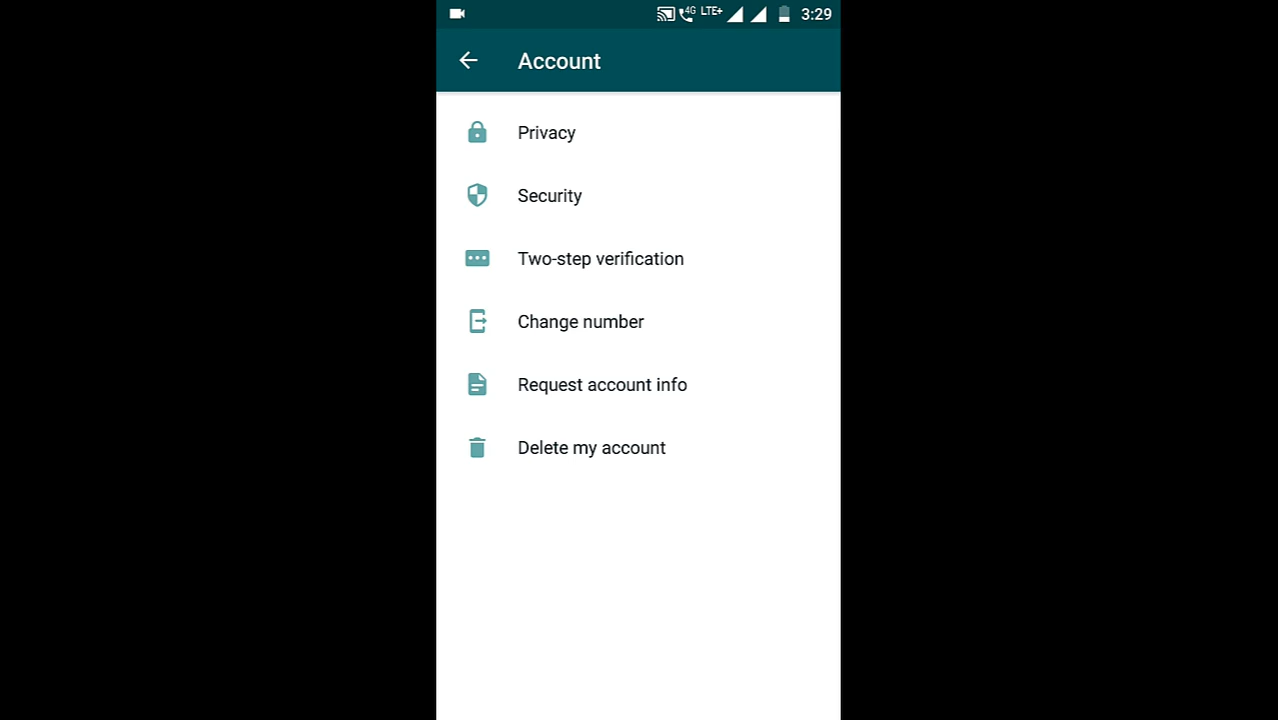 4G LTE+ 3:29
Account
Privacy
Security
Two-step verification
Change number
Request account info
Delete my account